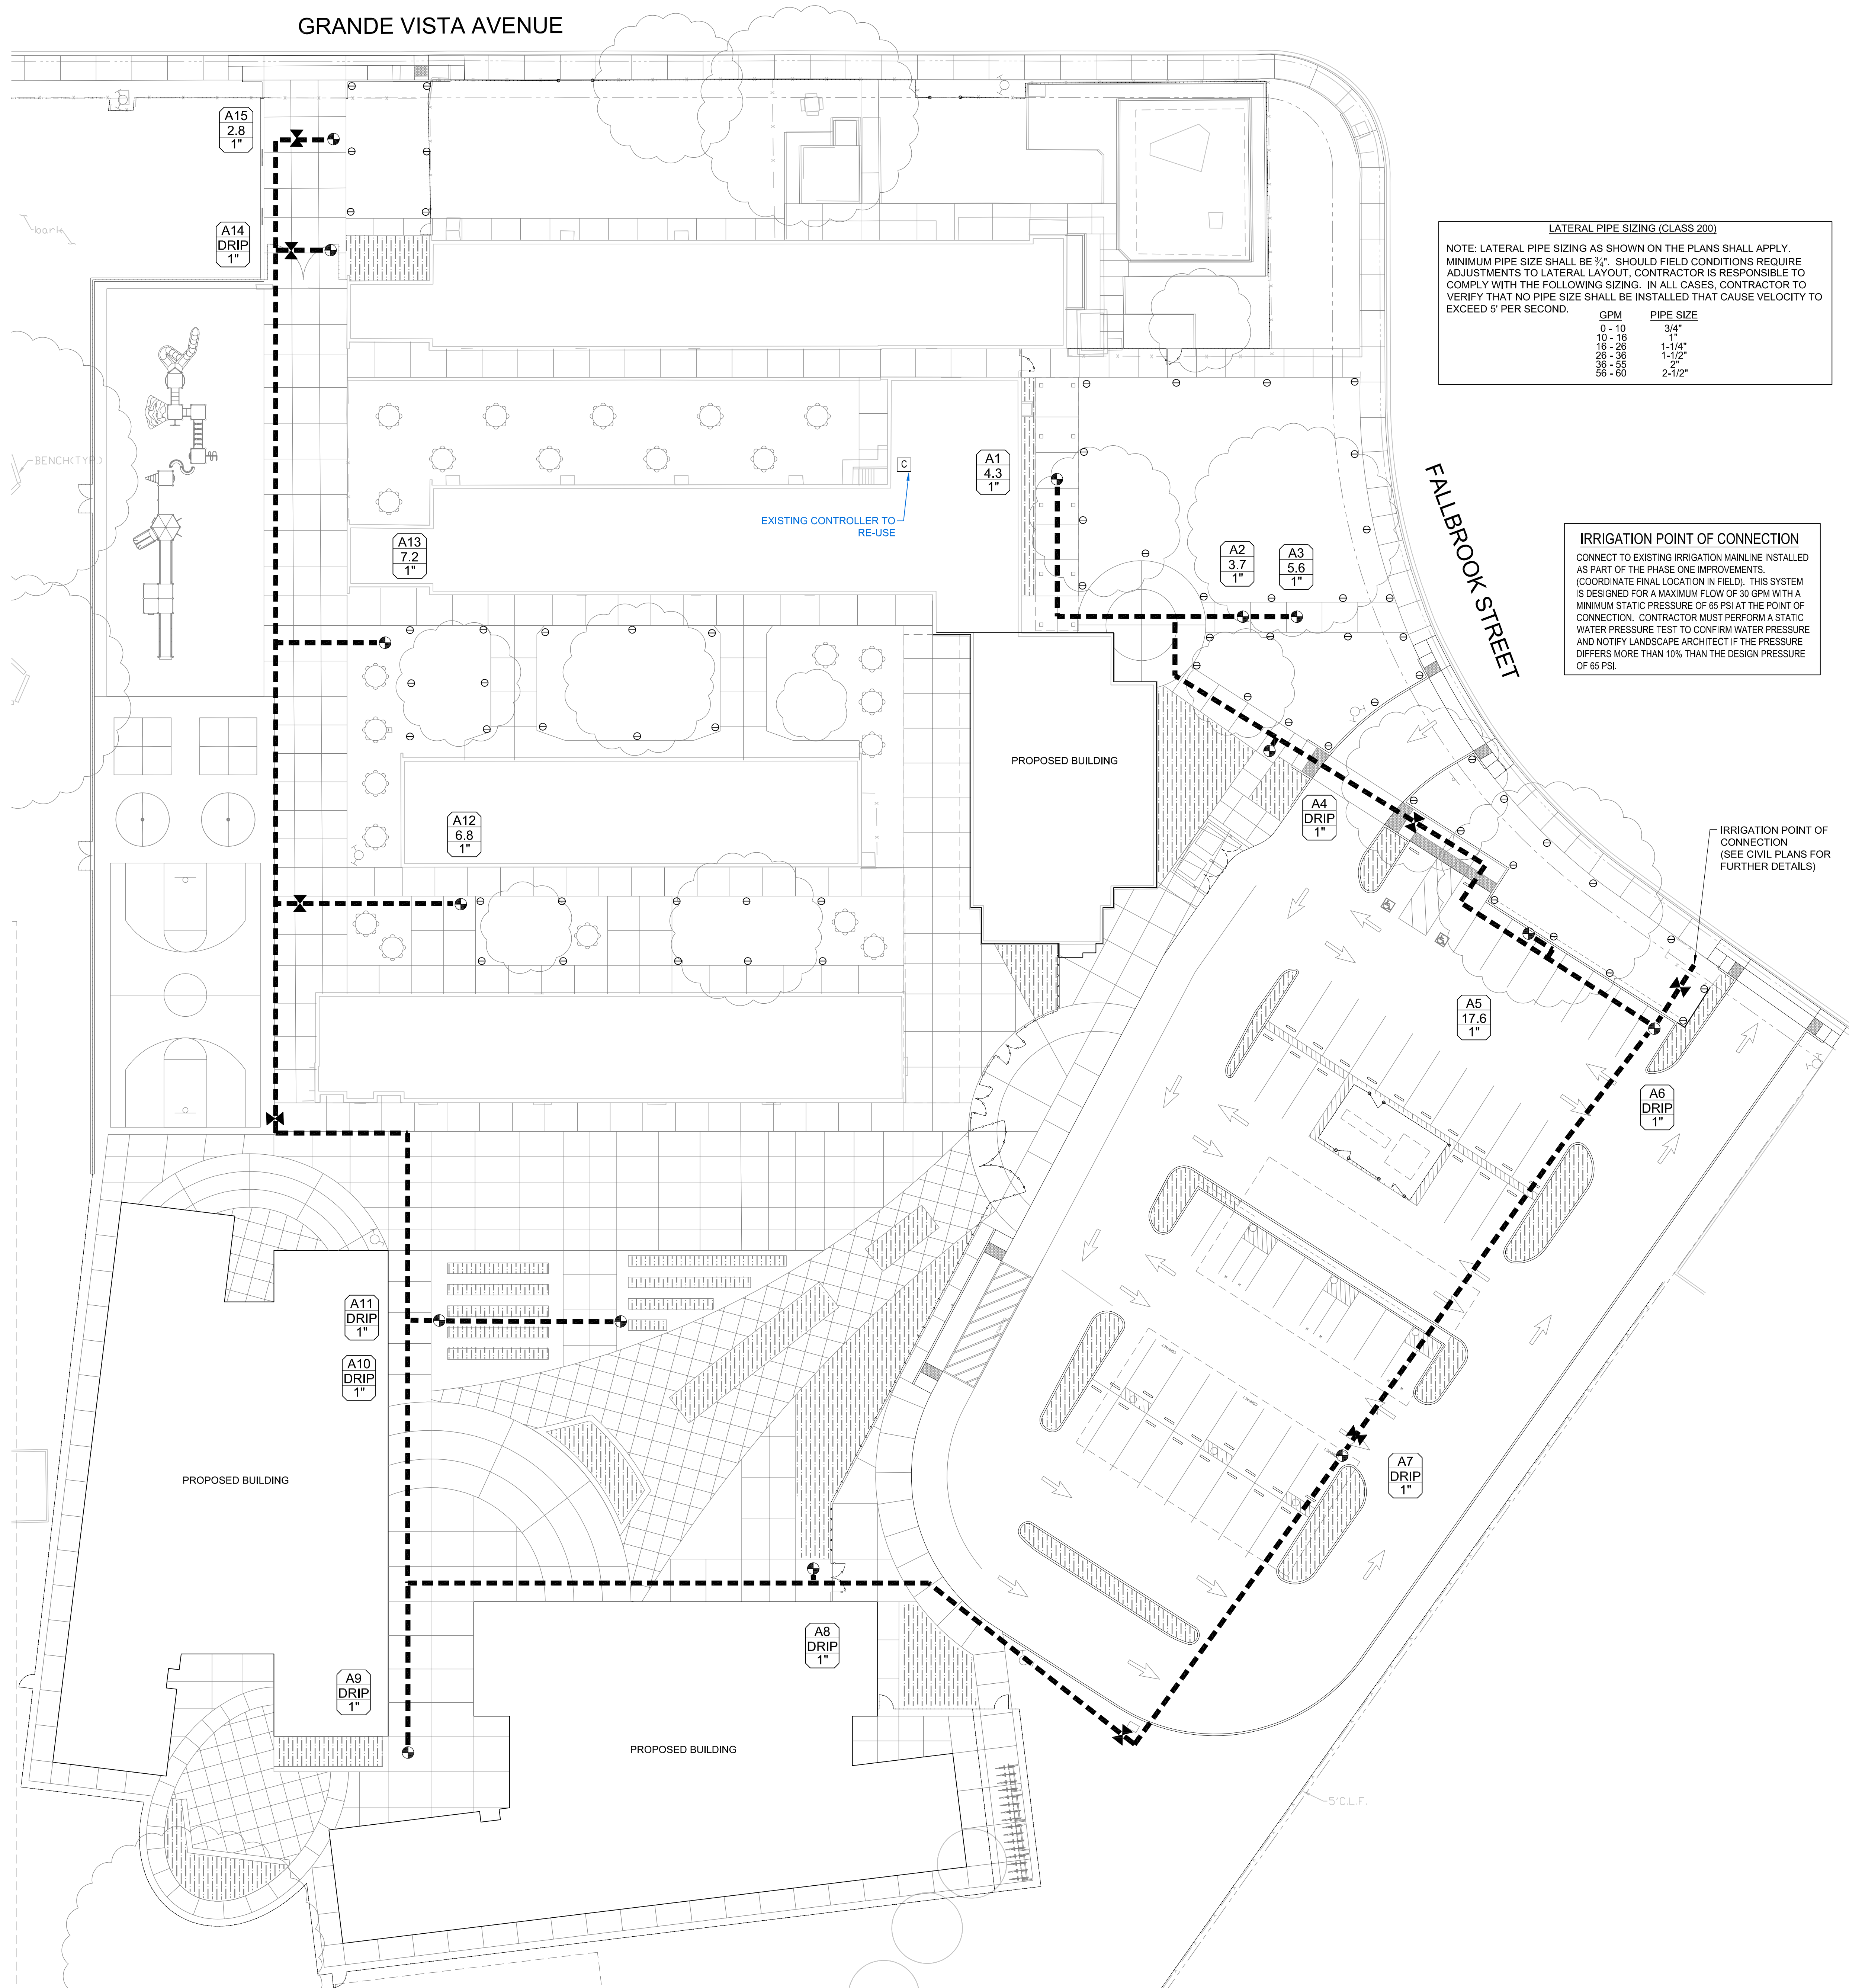 GRANDE VISTA AVENUE
A15
2.8
1"
A14
DRIP
1"
bark
LATERAL PIPE SIZING (CLASS 200)
NOTE: LATERAL PIPE SIZING AS SHOWN ON THE PLANS SHALL APPLY.
MINIMUM PIPE SIZE SHALL BE ¾". SHOULD FIELD CONDITIONS REQUIRE
ADJUSTMENTS TO LATERAL LAYOUT, CONTRACTOR IS RESPONSIBLE TO
COMPLY WITH THE FOLLOWING SIZING. IN ALL CASES, CONTRACTOR TO
VERIFY THAT NO PIPE SIZE SHALL BE INSTALLED THAT CAUSE VELOCITY TO
EXCEED 5' PER SECOND.
GPM PIPE SIZE
0 - 10 3/4"
10 - 16 1"
16 - 26 1-1/4"
26 - 36 1-1/2"
36 - 55 2"
56 - 60 2-1/2"
BENCH(TYP.)
C
EXISTING CONTROLLER TO
RE-USE
A1
4.3
1"
FALLBROOK STREET
A13
7.2
1"
A2
3.7
1"
A3
5.6
1"
IRRIGATION POINT OF CONNECTION
CONNECT TO EXISTING IRRIGATION MAINLINE INSTALLED
AS PART OF THE PHASE ONE IMPROVEMENTS.
(COORDINATE FINAL LOCATION IN FIELD). THIS SYSTEM
IS DESIGNED FOR A MAXIMUM FLOW OF 30 GPM WITH A
MINIMUM STATIC PRESSURE OF 65 PSI AT THE POINT OF
CONNECTION. CONTRACTOR MUST PERFORM A STATIC
WATER PRESSURE TEST TO CONFIRM WATER PRESSURE
AND NOTIFY LANDSCAPE ARCHITECT IF THE PRESSURE
DIFFERS MORE THAN 10% THAN THE DESIGN PRESSURE
OF 65 PSI.
PROPOSED BUILDING
A12
6.8
1"
A4
DRIP
1"
IRRIGATION POINT OF
CONNECTION
(SEE CIVIL PLANS FOR
FURTHER DETAILS)
A5
17.6
1"
A6
DRIP
1"
A11
DRIP
1"
A10
DRIP
1"
PROPOSED BUILDING
A7
DRIP
1"
A8
DRIP
1"
A9
DRIP
1"
PROPOSED BUILDING
5'C.L.F.